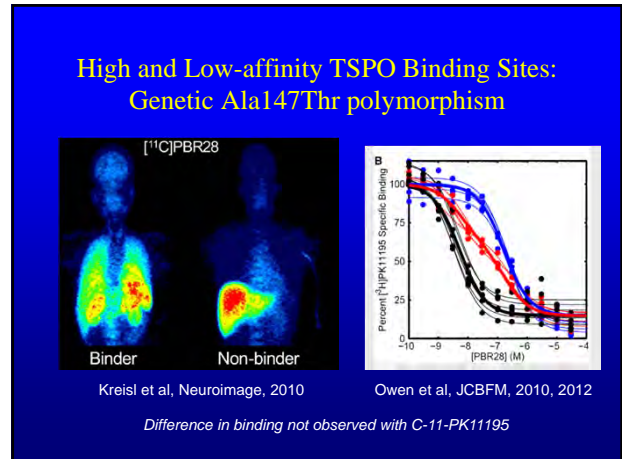 High and Low-affinity TSPO Binding Sites:
Genetic Ala147Thr polymorphism
[¹¹C]PBR28
Binder
Non-binder
B
Percent [³H]PK11195 Specific Binding
100
75
50
25
0
−10
−9
−8
−7
−6
−5
−4
[PBR28] (M)
Kreisl et al, Neuroimage, 2010
Owen et al, JCBFM, 2010, 2012
Difference in binding not observed with C-11-PK11195